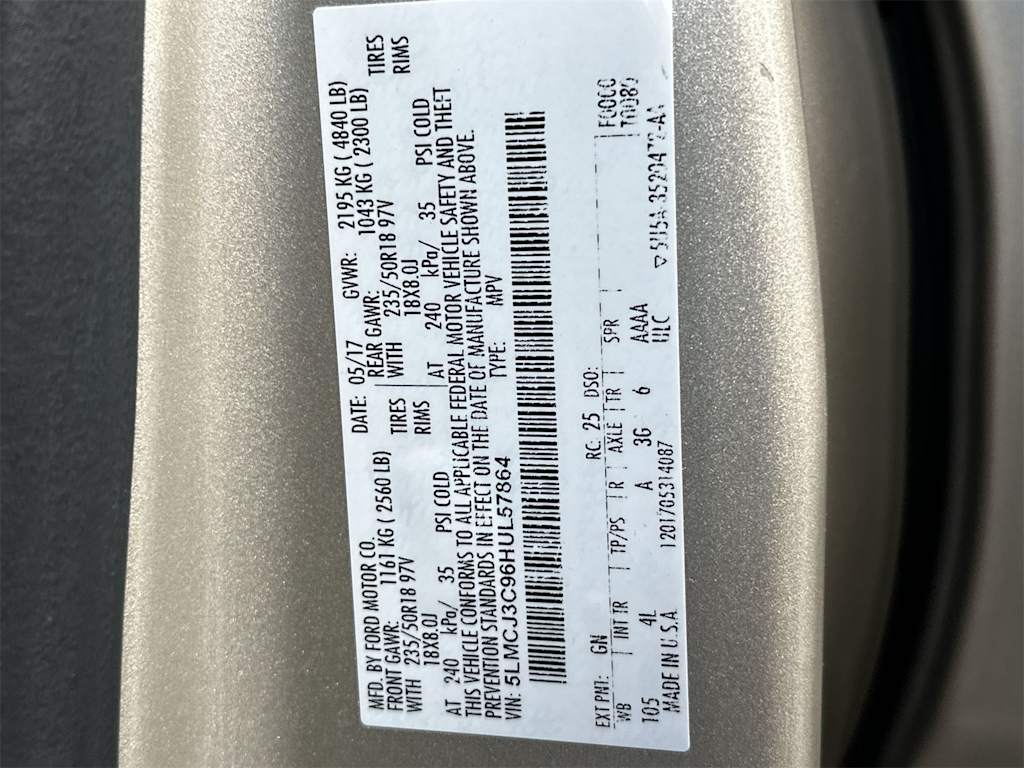 MFD. BY FORD MOTOR CO.
DATE: 05/17 GVWR: 2195 KG ( 4840 LB)
FRONT GAWR: 1161 KG ( 2560 LB)
REAR GAWR: 1043 KG ( 2300 LB)
WITH 235/50R18 97V TIRES
WITH 235/50R18 97V TIRES
18X8.0J RIMS
18X8.0J RIMS
AT 240 kPa/ 35 PSI COLD
AT 240 kPa/ 35 PSI COLD
THIS VEHICLE CONFORMS TO ALL APPLICABLE FEDERAL MOTOR VEHICLE SAFETY AND THEFT
PREVENTION STANDARDS IN EFFECT ON THE DATE OF MANUFACTURE SHOWN ABOVE.
VIN: 5LMCJ3C96HUL57864 TYPE: MPV
EXT PNT: GN RC: 25 DSO: F0000
WB INT TR TP/PS R AXLE TR SPR T0080
105 4L A 3G 6 AAAA
MADE IN U.S.A. 1201705314087 ULC